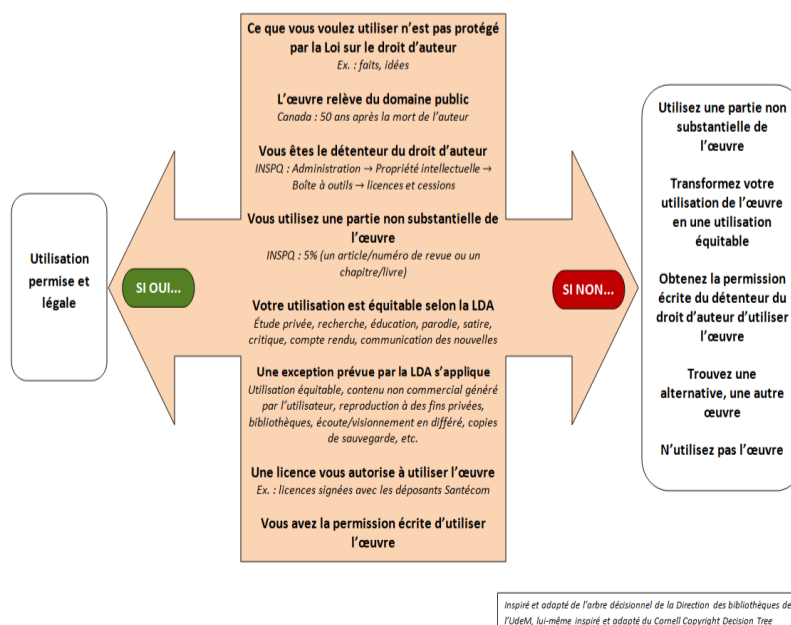 Ce que vous voulez utiliser n'est pas protégé
par la Loi sur le droit d'auteur
Ex. : faits, idées
L'œuvre relève du domaine public
Canada : 50 ans après la mort de l'auteur
Vous êtes le détenteur du droit d'auteur
INSPQ : Administration → Propriété intellectuelle →
Boîte à outils → licences et cessions
Vous utilisez une partie non substantielle de
l'œuvre
INSPQ : 5% (un article/numéro de revue ou un
chapitre/livre)
Votre utilisation est équitable selon la LDA
Étude privée, recherche, éducation, parodie, satire,
critique, compte rendu, communication des nouvelles
Une exception prévue par la LDA s'applique
Utilisation équitable, contenu non commercial généré
par l'utilisateur, reproduction à des fins privées,
bibliothèques, écoute/visionnement en différé, copies
de sauvegarde, etc.
Une licence vous autorise à utiliser l'œuvre
Ex. : licences signées avec les déposants Santécom
Vous avez la permission écrite d'utiliser
l'œuvre
SI OUI...
Utilisation
permise et
légale
SI NON...
Utilisez une partie non
substantielle de
l'œuvre
Transformez votre
utilisation de l'œuvre
en une utilisation
équitable
Obtenez la permission
écrite du détenteur du
droit d'auteur d'utiliser
l'œuvre
Trouvez une
alternative, une autre
œuvre
N'utilisez pas l'œuvre
Inspiré et adapté de l'arbre décisionnel de la Direction des bibliothèques de
l'UdeM, lui-même inspiré et adapté du Cornell Copyright Decision Tree